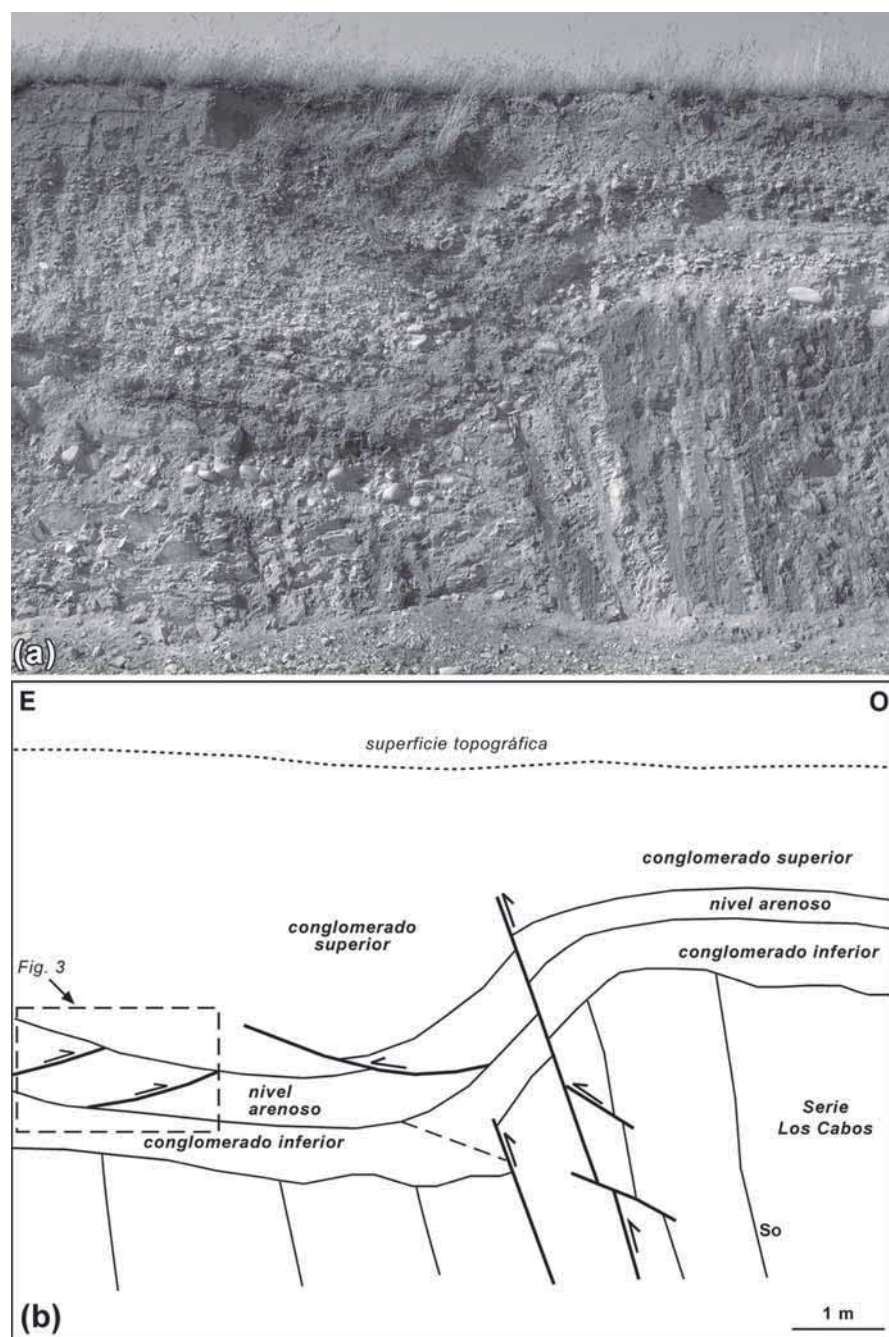 (a)
E
O
superficie topográfica
conglomerado superior
nivel arenoso
conglomerado inferior
conglomerado
superior
Fig. 3
nivel
arenoso
conglomerado inferior
Serie
Los Cabos
So
(b)
1 m